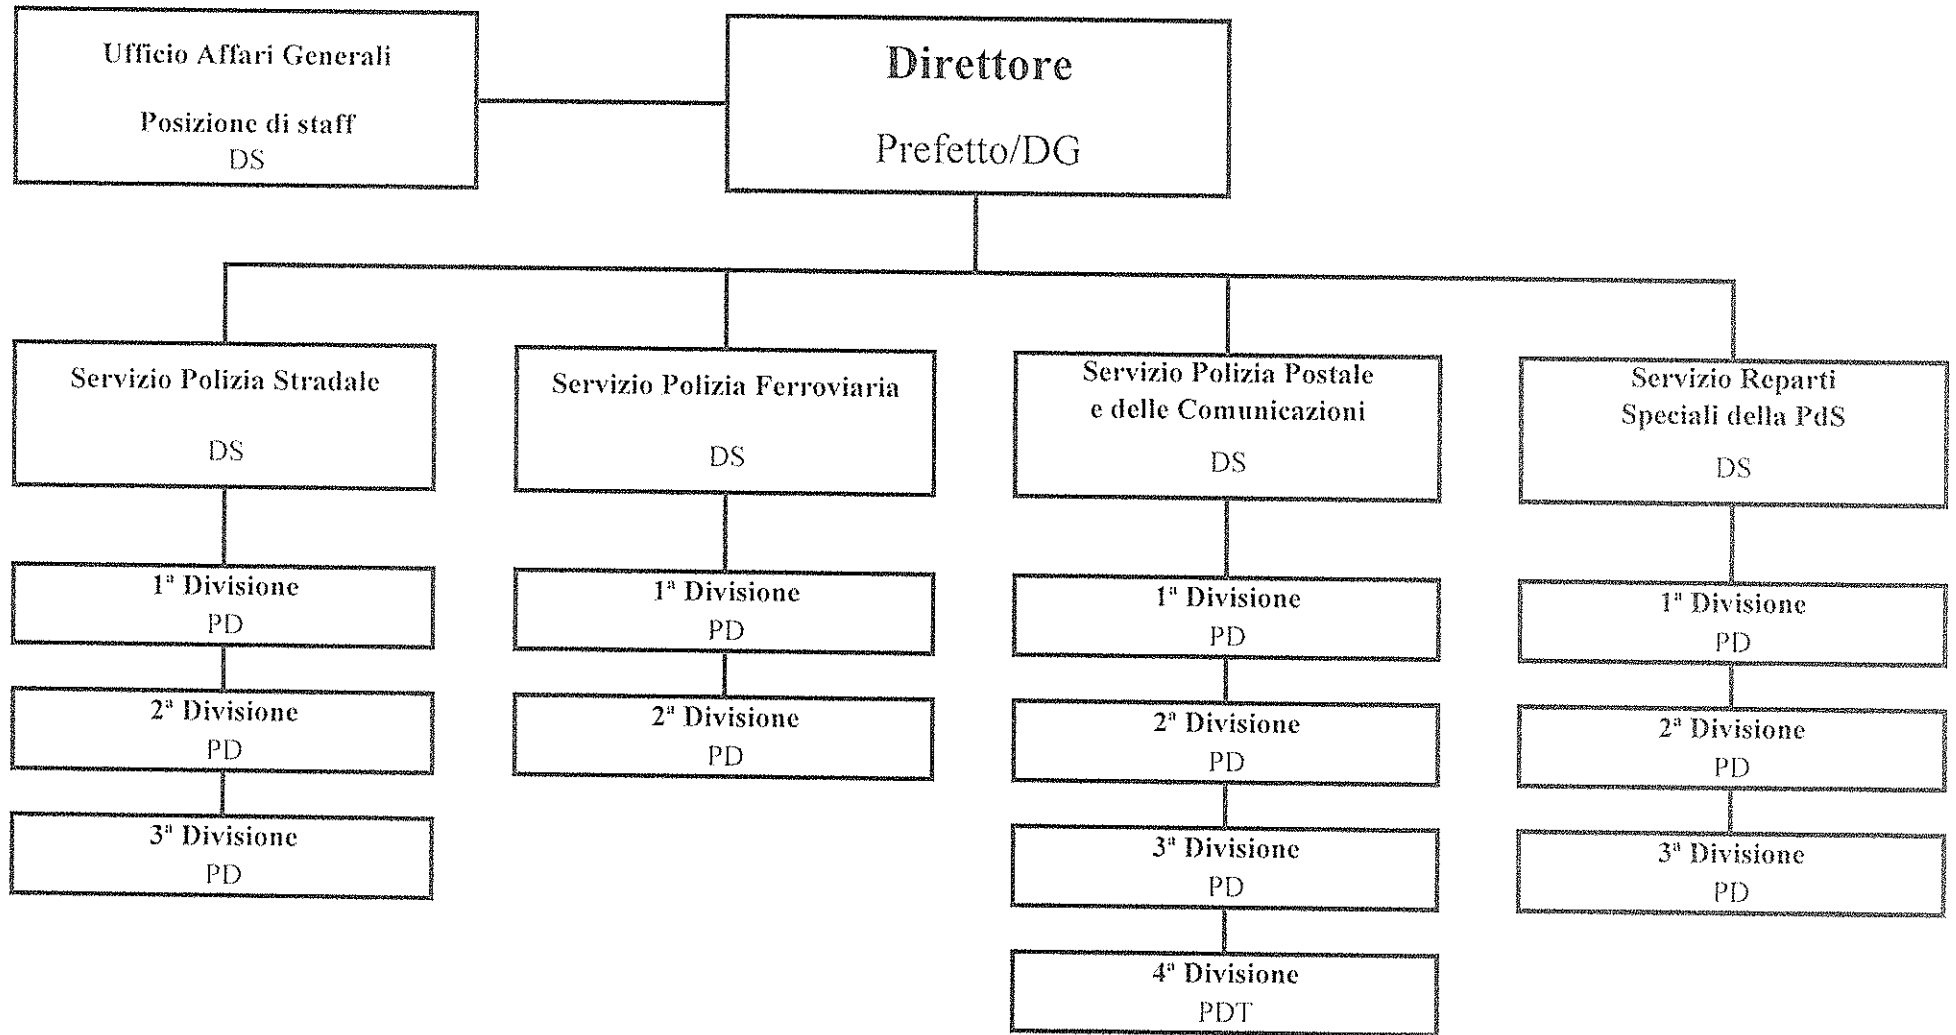 Ufficio Affari Generali
Posizione di staff
DS
Direttore
Prefetto/DG
Servizio Polizia Stradale
DS
Servizio Polizia Ferroviaria
DS
Servizio Polizia Postale
e delle Comunicazioni
DS
Servizio Reparti
Speciali della PdS
DS
1ª Divisione
PD
2ª Divisione
PD
3ª Divisione
PD
1ª Divisione
PD
2ª Divisione
PD
1ª Divisione
PD
2ª Divisione
PD
3ª Divisione
PD
4ª Divisione
PDT
1ª Divisione
PD
2ª Divisione
PD
3ª Divisione
PD